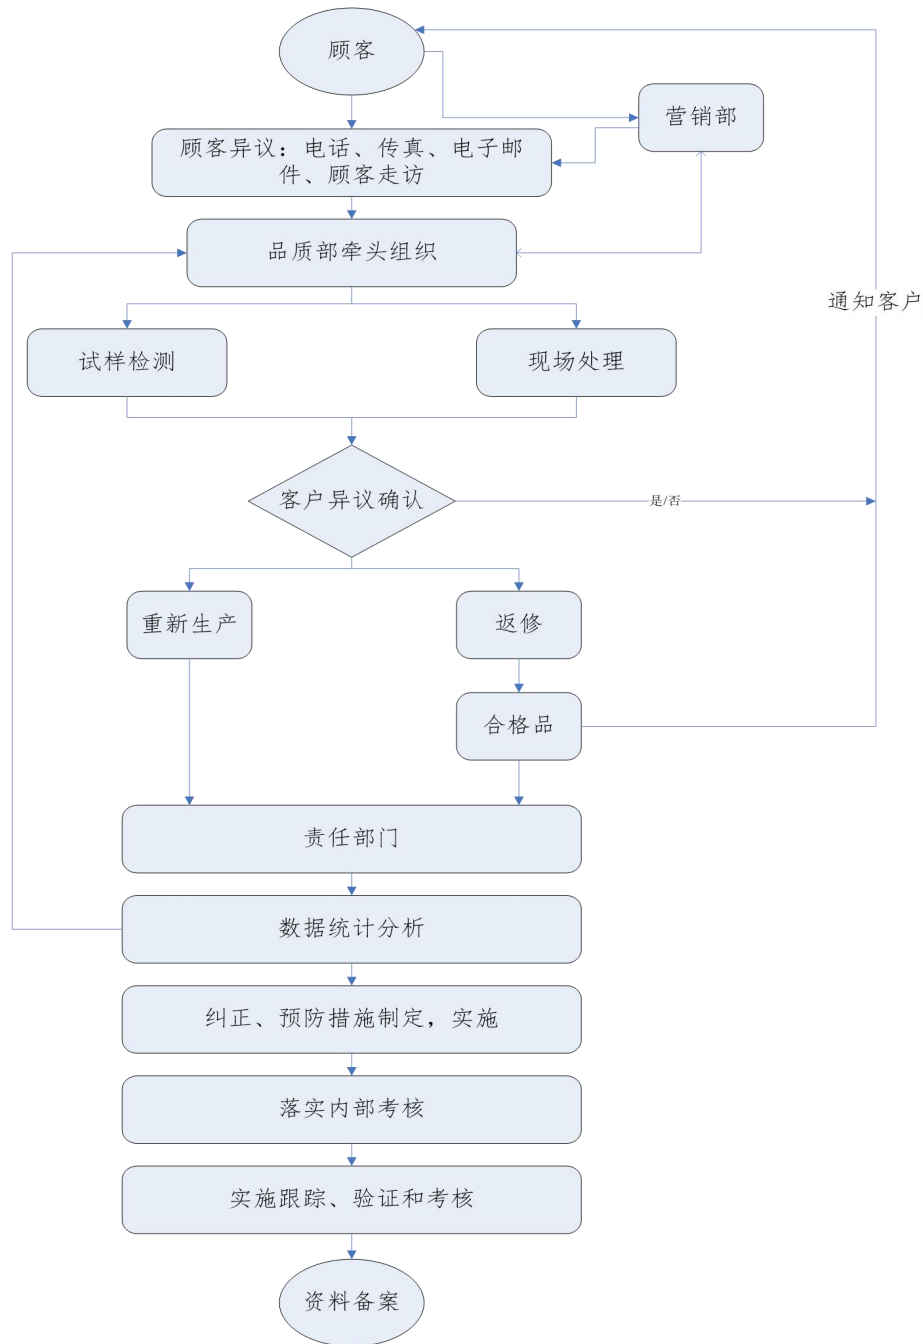 顾客
营销部
顾客异议：电话、传真、电子邮
件、顾客走访
品质部牵头组织
通知客户
试样检测
现场处理
客户异议确认
是/否
重新生产
返修
合格品
责任部门
数据统计分析
纠正、预防措施制定，实施
落实内部考核
实施跟踪、验证和考核
资料备案